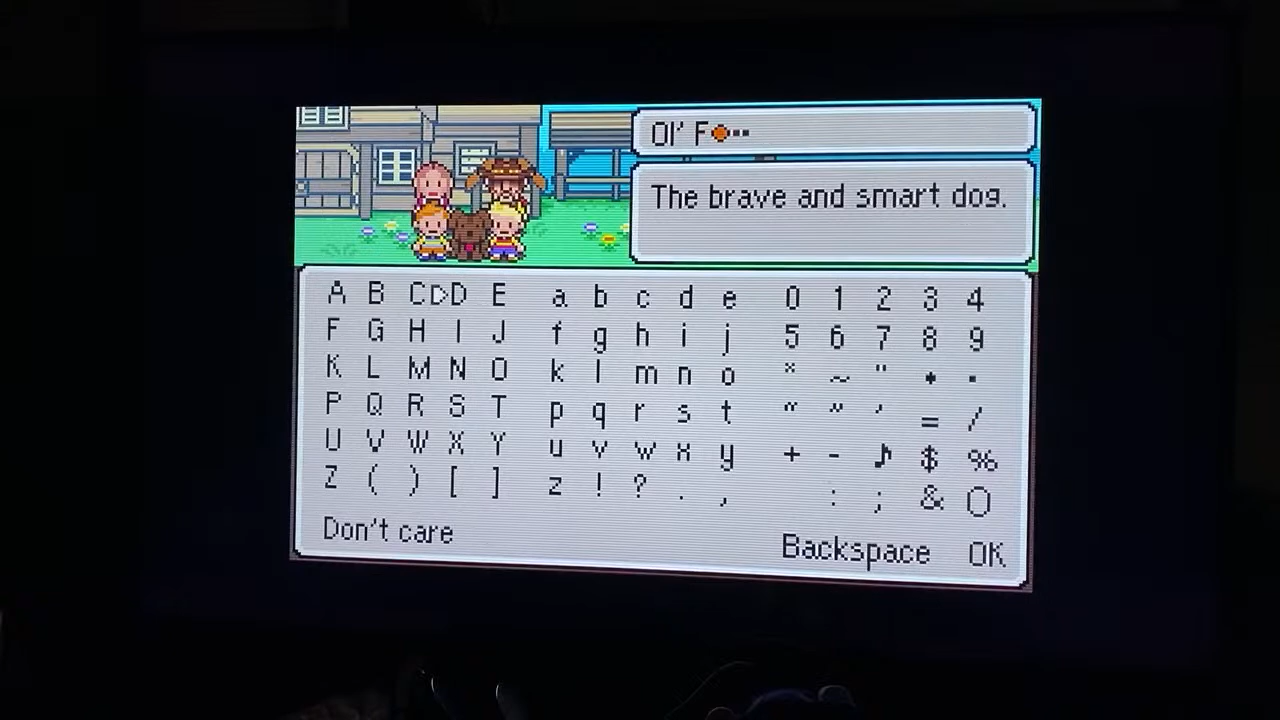 Ol' F
The brave and smart dog.
A B C D E a b c d e 0 1 2 3 4
F G H I J f g h i j 5 6 7 8 9
K L M N O k l m n o × ~ " • ·
P Q R S T p q r s t “ ” ′ = /
U V W X Y u v w x y + - ♪ $ %
Z ( ) [ ] z ! ? . , : ; & O
Don't care Backspace OK